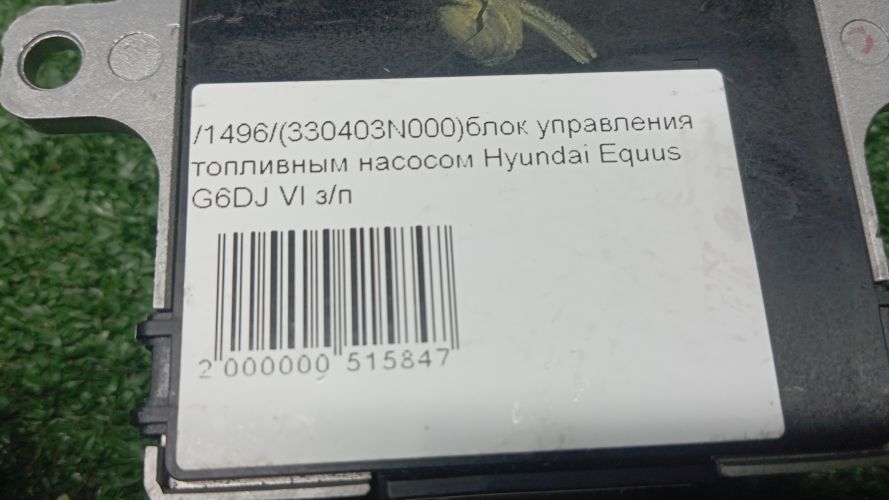 /1496/(330403N000)блок управления
топливным насосом Hyundai Equus
G6DJ VI з/п
2 000000 515847